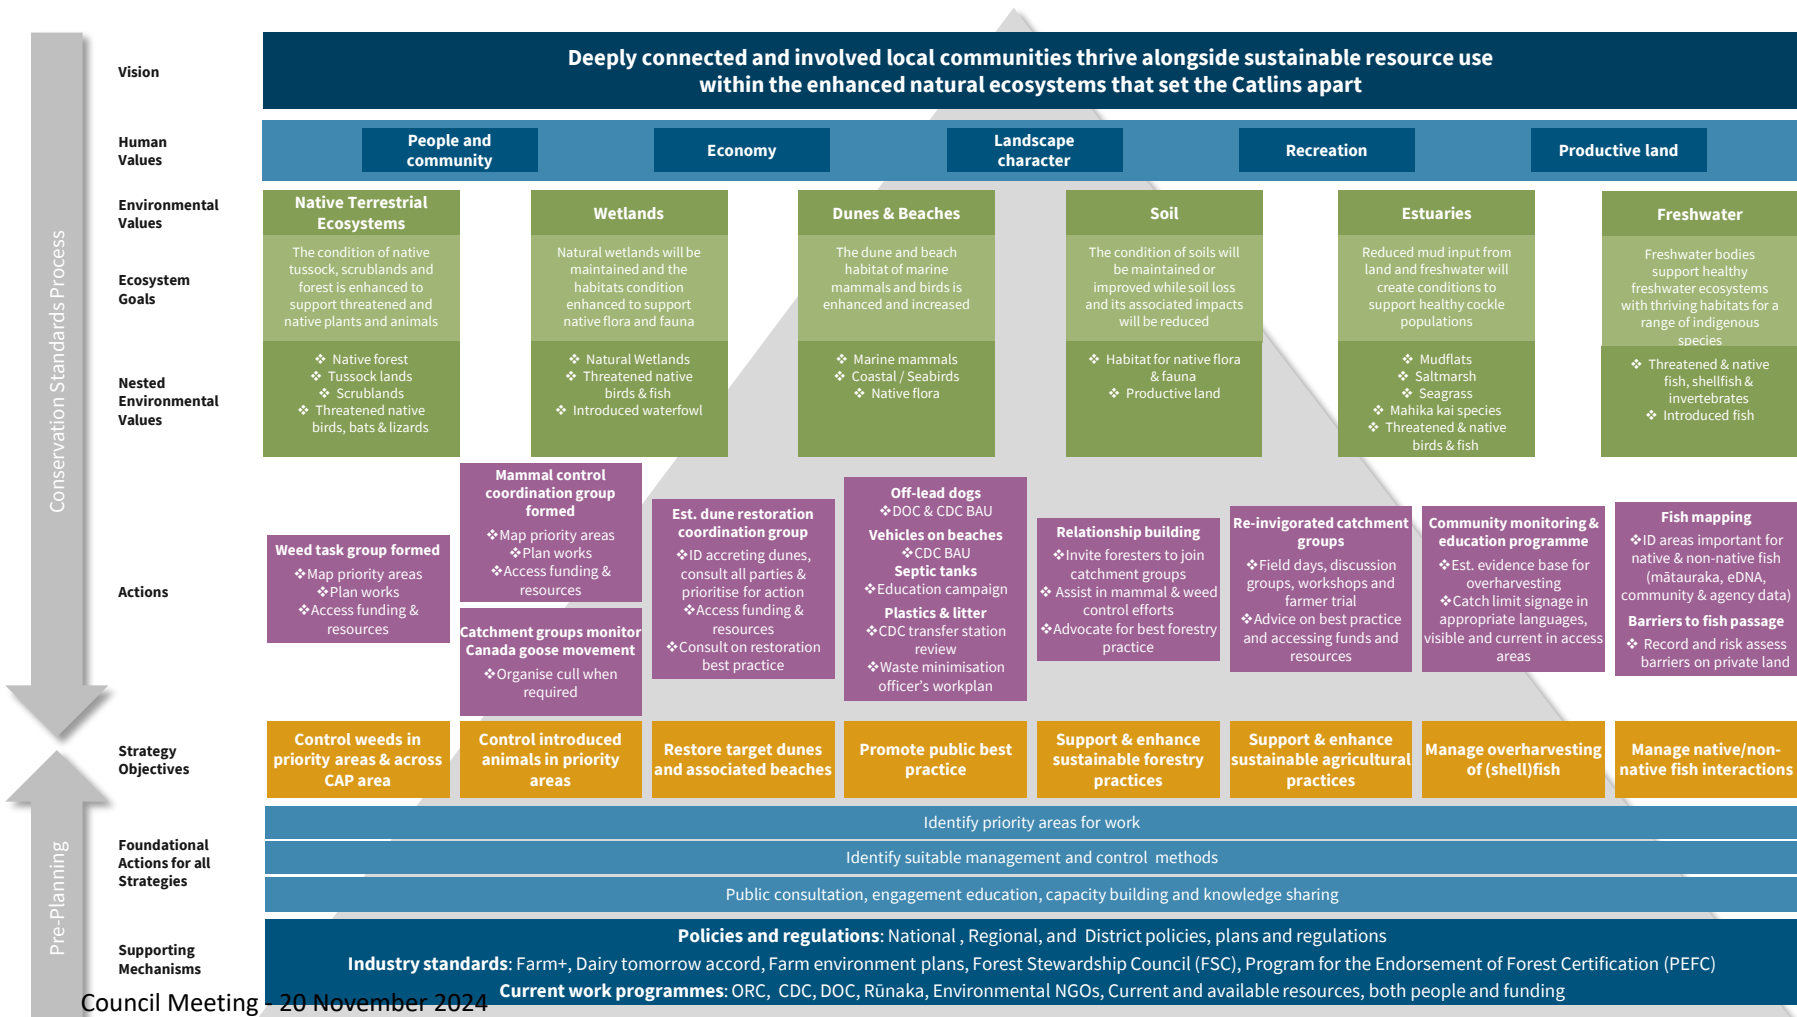 Conservation Standards Process
Pre-Planning
Vision
Deeply connected and involved local communities thrive alongside sustainable resource use
within the enhanced natural ecosystems that set the Catlins apart
Human
Values
People and
community
Economy
Landscape
character
Recreation
Productive land
Environmental
Values
Native Terrestrial
Ecosystems
Wetlands
Dunes & Beaches
Soil
Estuaries
Freshwater
Ecosystem
Goals
The condition of native
tussock, scrublands and
forest is enhanced to
support threatened and
native plants and animals
Natural wetlands will be
maintained and the
habitats condition
enhanced to support
native flora and fauna
The dune and beach
habitat of marine
mammals and birds is
enhanced and increased
The condition of soils will
be maintained or
improved while soil loss
and its associated impacts
will be reduced
Reduced mud input from
land and freshwater will
create conditions to
support healthy cockle
populations
Freshwater bodies
support healthy
freshwater ecosystems
with thriving habitats for a
range of indigenous
species
Nested
Environmental
Values
❖ Native forest
❖ Tussock lands
❖ Scrublands
❖ Threatened native
birds, bats & lizards
❖ Natural Wetlands
❖ Threatened native
birds & fish
❖ Introduced waterfowl
❖ Marine mammals
❖ Coastal / Seabirds
❖ Native flora
❖ Habitat for native flora
& fauna
❖ Productive land
❖ Mudflats
❖ Saltmarsh
❖ Seagrass
❖ Mahika kai species
❖ Threatened & native
birds & fish
❖ Threatened & native
fish, shellfish &
invertebrates
❖ Introduced fish
Actions
Weed task group formed
❖Map priority areas
❖Plan works
❖Access funding &
resources
Mammal control
coordination group
formed
❖Map priority areas
❖Plan works
❖Access funding &
resources
Catchment groups monitor
Canada goose movement
❖Organise cull when
required
Est. dune restoration
coordination group
❖ID accreting dunes,
consult all parties &
prioritise for action
❖Access funding &
resources
❖Consult on restoration
best practice
Off-lead dogs
❖DOC & CDC BAU
Vehicles on beaches
❖CDC BAU
Septic tanks
❖Education campaign
Plastics & litter
❖CDC transfer station
review
❖Waste minimisation
officer's workplan
Relationship building
❖Invite foresters to join
catchment groups
❖ Assist in mammal & weed
control efforts
❖Advocate for best forestry
practice
Re-invigorated catchment
groups
❖Field days, discussion
groups, workshops and
farmer trial
❖Advice on best practice
and accessing funds and
resources
Community monitoring &
education programme
❖Est. evidence base for
overharvesting
❖Catch limit signage in
appropriate languages,
visible and current in access
areas
Fish mapping
❖ID areas important for
native & non-native fish
(mātauraka, eDNA,
community & agency data)
Barriers to fish passage
❖ Record and risk assess
barriers on private land
Strategy
Objectives
Control weeds in
priority areas & across
CAP area
Control introduced
animals in priority
areas
Restore target dunes
and associated beaches
Promote public best
practice
Support & enhance
sustainable forestry
practices
Support & enhance
sustainable agricultural
practices
Manage overharvesting
of (shell)fish
Manage native/non-
native fish interactions
Foundational
Actions for all
Strategies
Identify priority areas for work
Identify suitable management and control methods
Public consultation, engagement education, capacity building and knowledge sharing
Supporting
Mechanisms
Policies and regulations: National , Regional, and District policies, plans and regulations
Industry standards: Farm+, Dairy tomorrow accord, Farm environment plans, Forest Stewardship Council (FSC), Program for the Endorsement of Forest Certification (PEFC)
Current work programmes: ORC, CDC, DOC, Rūnaka, Environmental NGOs, Current and available resources, both people and funding
Council Meeting - 20 November 2024